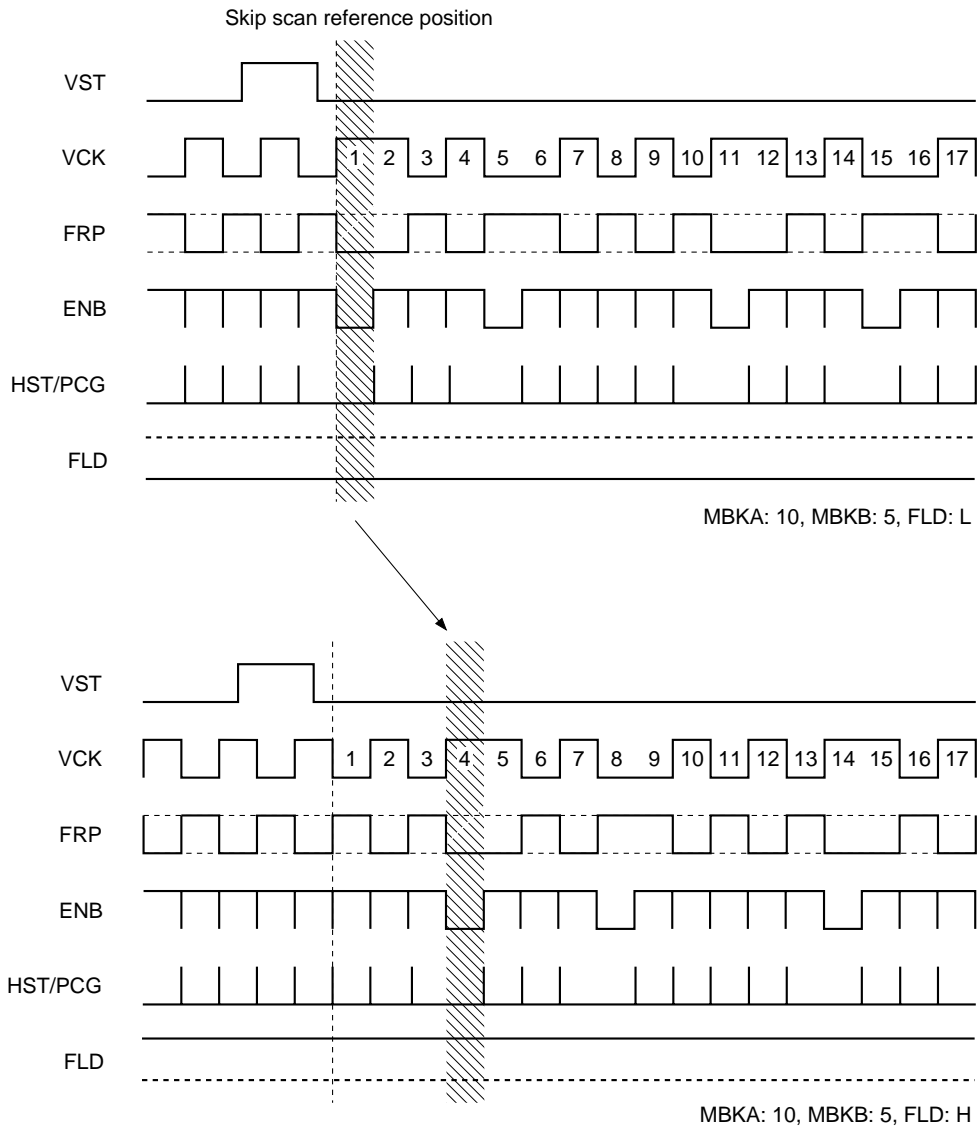 Skip scan reference position
VST
VCK 1 2 3 4 5 6 7 8 9 10 11 12 13 14 15 16 17
FRP
ENB
HST/PCG
FLD
MBKA: 10, MBKB: 5, FLD: L
VST
VCK 1 2 3 4 5 6 7 8 9 10 11 12 13 14 15 16 17
FRP
ENB
HST/PCG
FLD
MBKA: 10, MBKB: 5, FLD: H